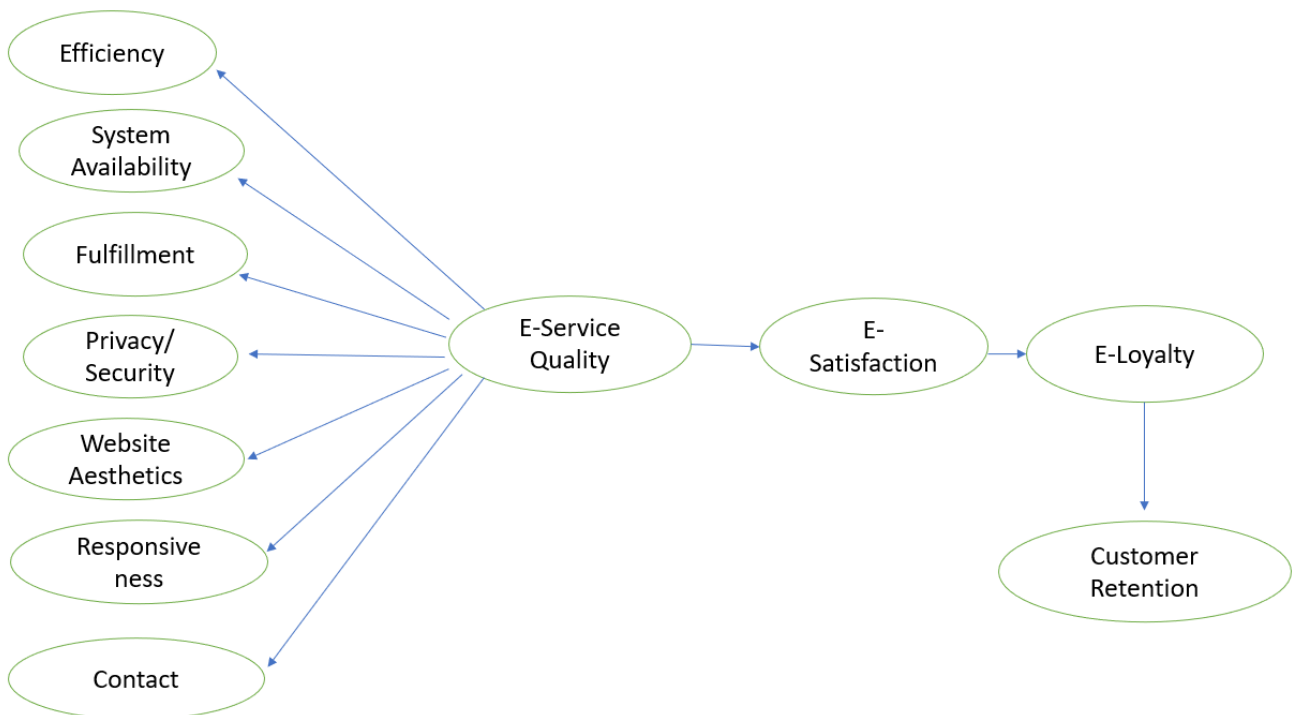 Efficiency
System
Availability
Fulfillment
Privacy/
Security
Website
Aesthetics
Responsive
ness
Contact
E-Service
Quality
E-
Satisfaction
E-Loyalty
Customer
Retention